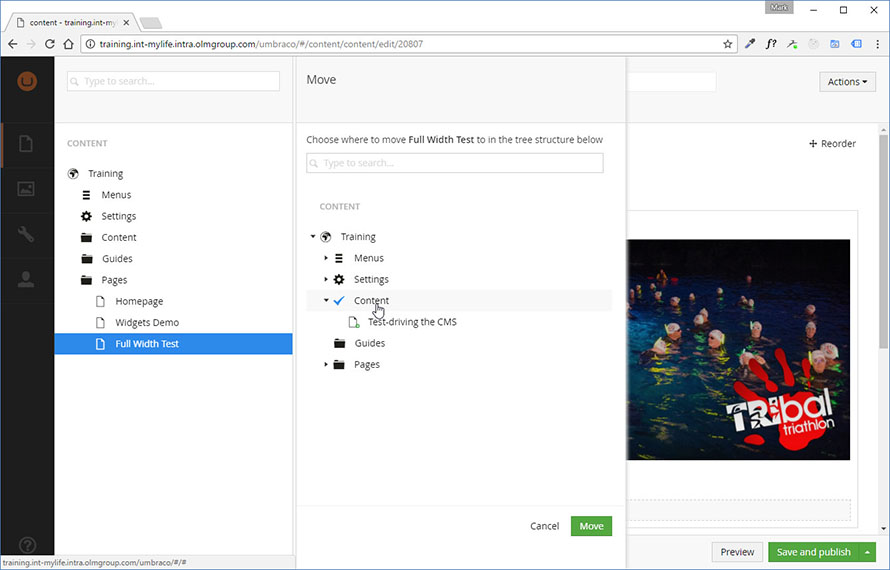 Mark
content - training.int-myl
training.int-mylife.intra.olmgroup.com/umbraco/#/content/content/edit/20807
f?
Type to search...
Move
Actions
CONTENT
Training
Menus
Settings
Content
Guides
Pages
Homepage
Widgets Demo
Full Width Test
Choose where to move Full Width Test to in the tree structure below
Type to search...
CONTENT
Training
Menus
Settings
Content
Test-driving the CMS
Guides
Pages
Cancel
Move
Reorder
TRibal
triathlon
Preview
Save and publish
training.int-mylife.intra.olmgroup.com/umbraco/#/#